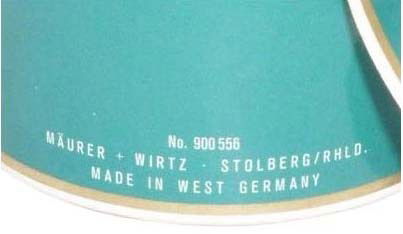 No. 900 556
MÄURER + WIRTZ · STOLBERG/RHLD.
MADE IN WEST GERMANY